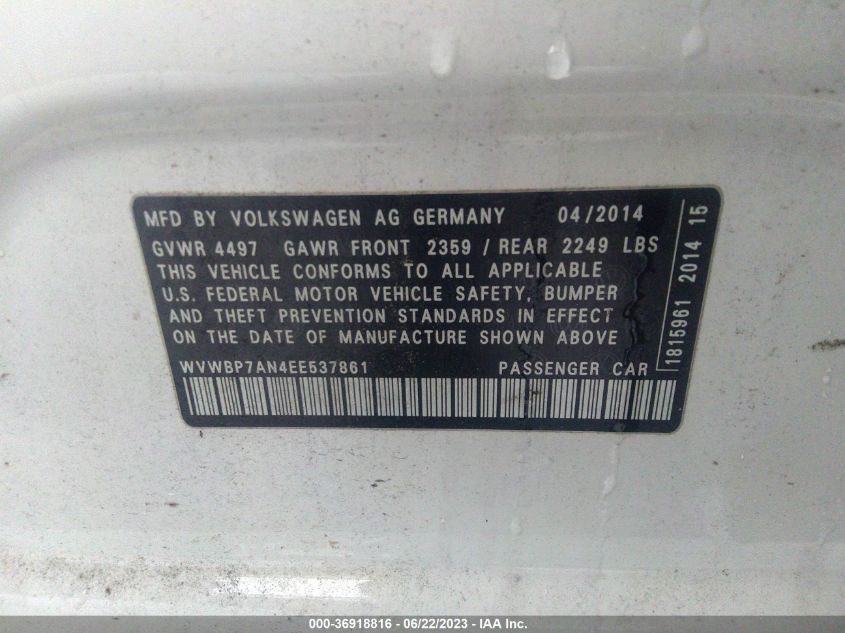 MFD BY VOLKSWAGEN AG GERMANY 04/2014
GVWR 4497 GAWR FRONT 2359 / REAR 2249 LBS
THIS VEHICLE CONFORMS TO ALL APPLICABLE
U.S. FEDERAL MOTOR VEHICLE SAFETY, BUMPER
AND THEFT PREVENTION STANDARDS IN EFFECT
ON THE DATE OF MANUFACTURE SHOWN ABOVE
WVWBP7AN4EE537861 PASSENGER CAR
1815961 2014 15
000-36918816 - 06/22/2023 - IAA Inc.